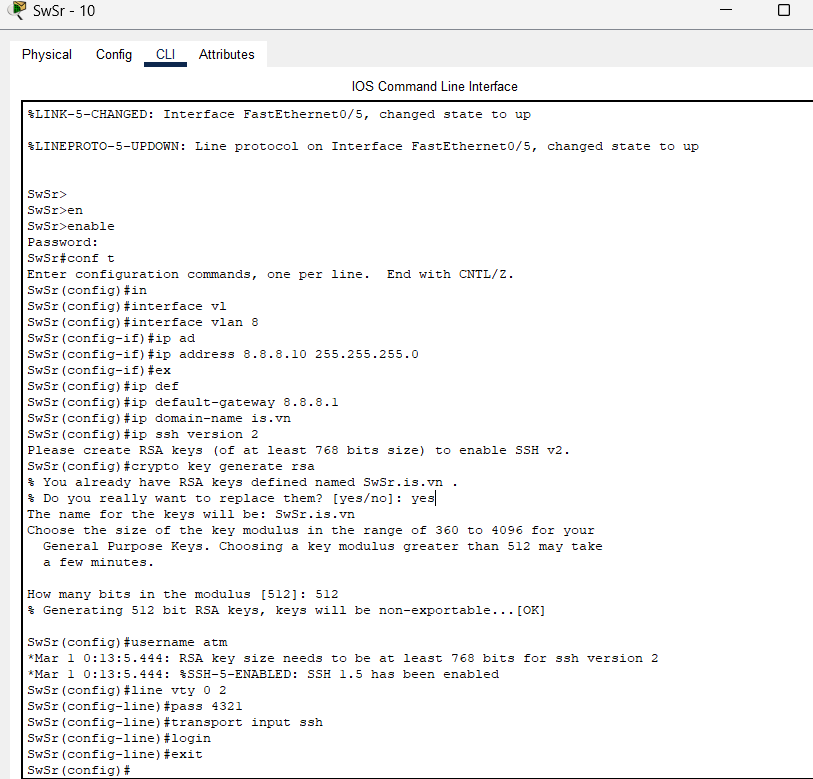 SwSr - 10
Physical Config CLI Attributes
IOS Command Line Interface
%LINK-5-CHANGED: Interface FastEthernet0/5, changed state to up
%LINEPROTO-5-UPDOWN: Line protocol on Interface FastEthernet0/5, changed state to up
SwSr>
SwSr>en
SwSr>enable
Password:
SwSr#conf t
Enter configuration commands, one per line.  End with CNTL/Z.
SwSr(config)#in
SwSr(config)#interface vl
SwSr(config)#interface vlan 8
SwSr(config-if)#ip ad
SwSr(config-if)#ip address 8.8.8.10 255.255.255.0
SwSr(config-if)#ex
SwSr(config)#ip def
SwSr(config)#ip default-gateway 8.8.8.1
SwSr(config)#ip domain-name is.vn
SwSr(config)#ip ssh version 2
Please create RSA keys (of at least 768 bits size) to enable SSH v2.
SwSr(config)#crypto key generate rsa
% You already have RSA keys defined named SwSr.is.vn .
% Do you really want to replace them? [yes/no]: yes
The name for the keys will be: SwSr.is.vn
Choose the size of the key modulus in the range of 360 to 4096 for your
General Purpose Keys. Choosing a key modulus greater than 512 may take
a few minutes.
How many bits in the modulus [512]: 512
% Generating 512 bit RSA keys, keys will be non-exportable...[OK]
SwSr(config)#username atm
*Mar 1 0:13:5.444: RSA key size needs to be at least 768 bits for ssh version 2
*Mar 1 0:13:5.444: %SSH-5-ENABLED: SSH 1.5 has been enabled
SwSr(config)#line vty 0 2
SwSr(config-line)#pass 4321
SwSr(config-line)#transport input ssh
SwSr(config-line)#login
SwSr(config-line)#exit
SwSr(config)#